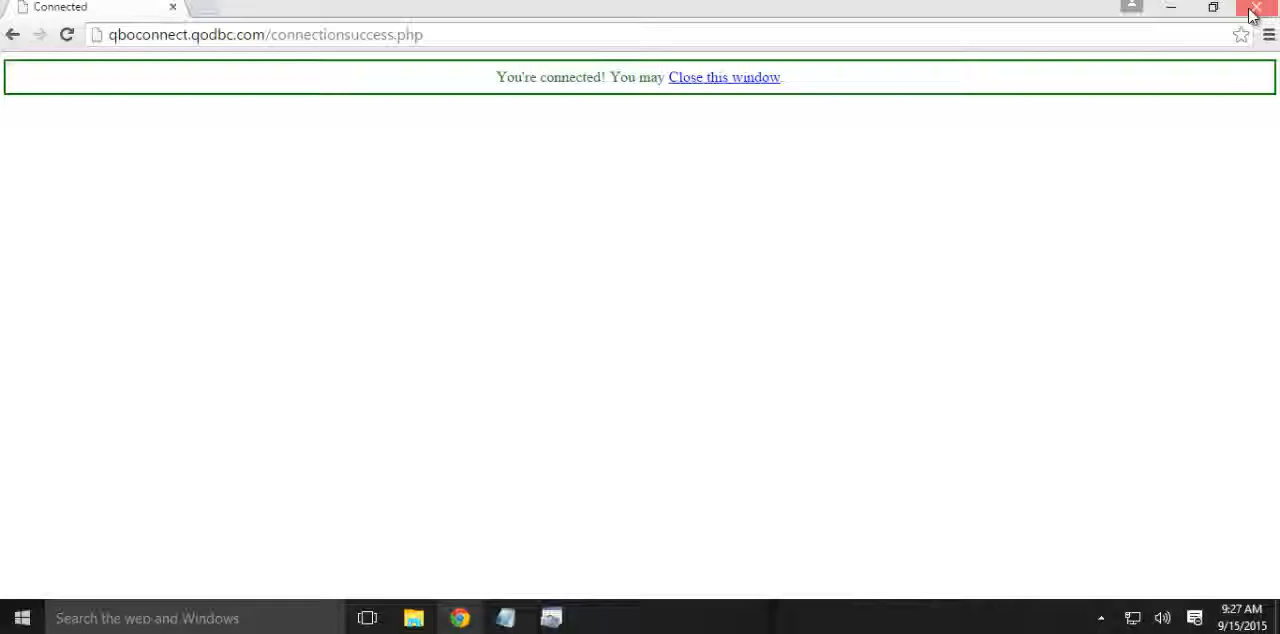 Connected
qboconnect.qodbc.com/connectionsuccess.php
You're connected! You may Close this window.
Search the web and Windows
9:27 AM
9/15/2015